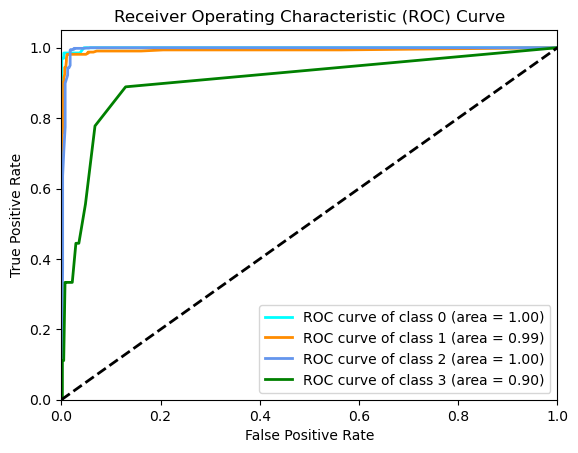 Receiver Operating Characteristic (ROC) Curve
True Positive Rate
1.0
0.8
0.6
0.4
0.2
0.0
ROC curve of class 0 (area = 1.00)
ROC curve of class 1 (area = 0.99)
ROC curve of class 2 (area = 1.00)
ROC curve of class 3 (area = 0.90)
0.0 0.2 0.4 0.6 0.8 1.0
False Positive Rate